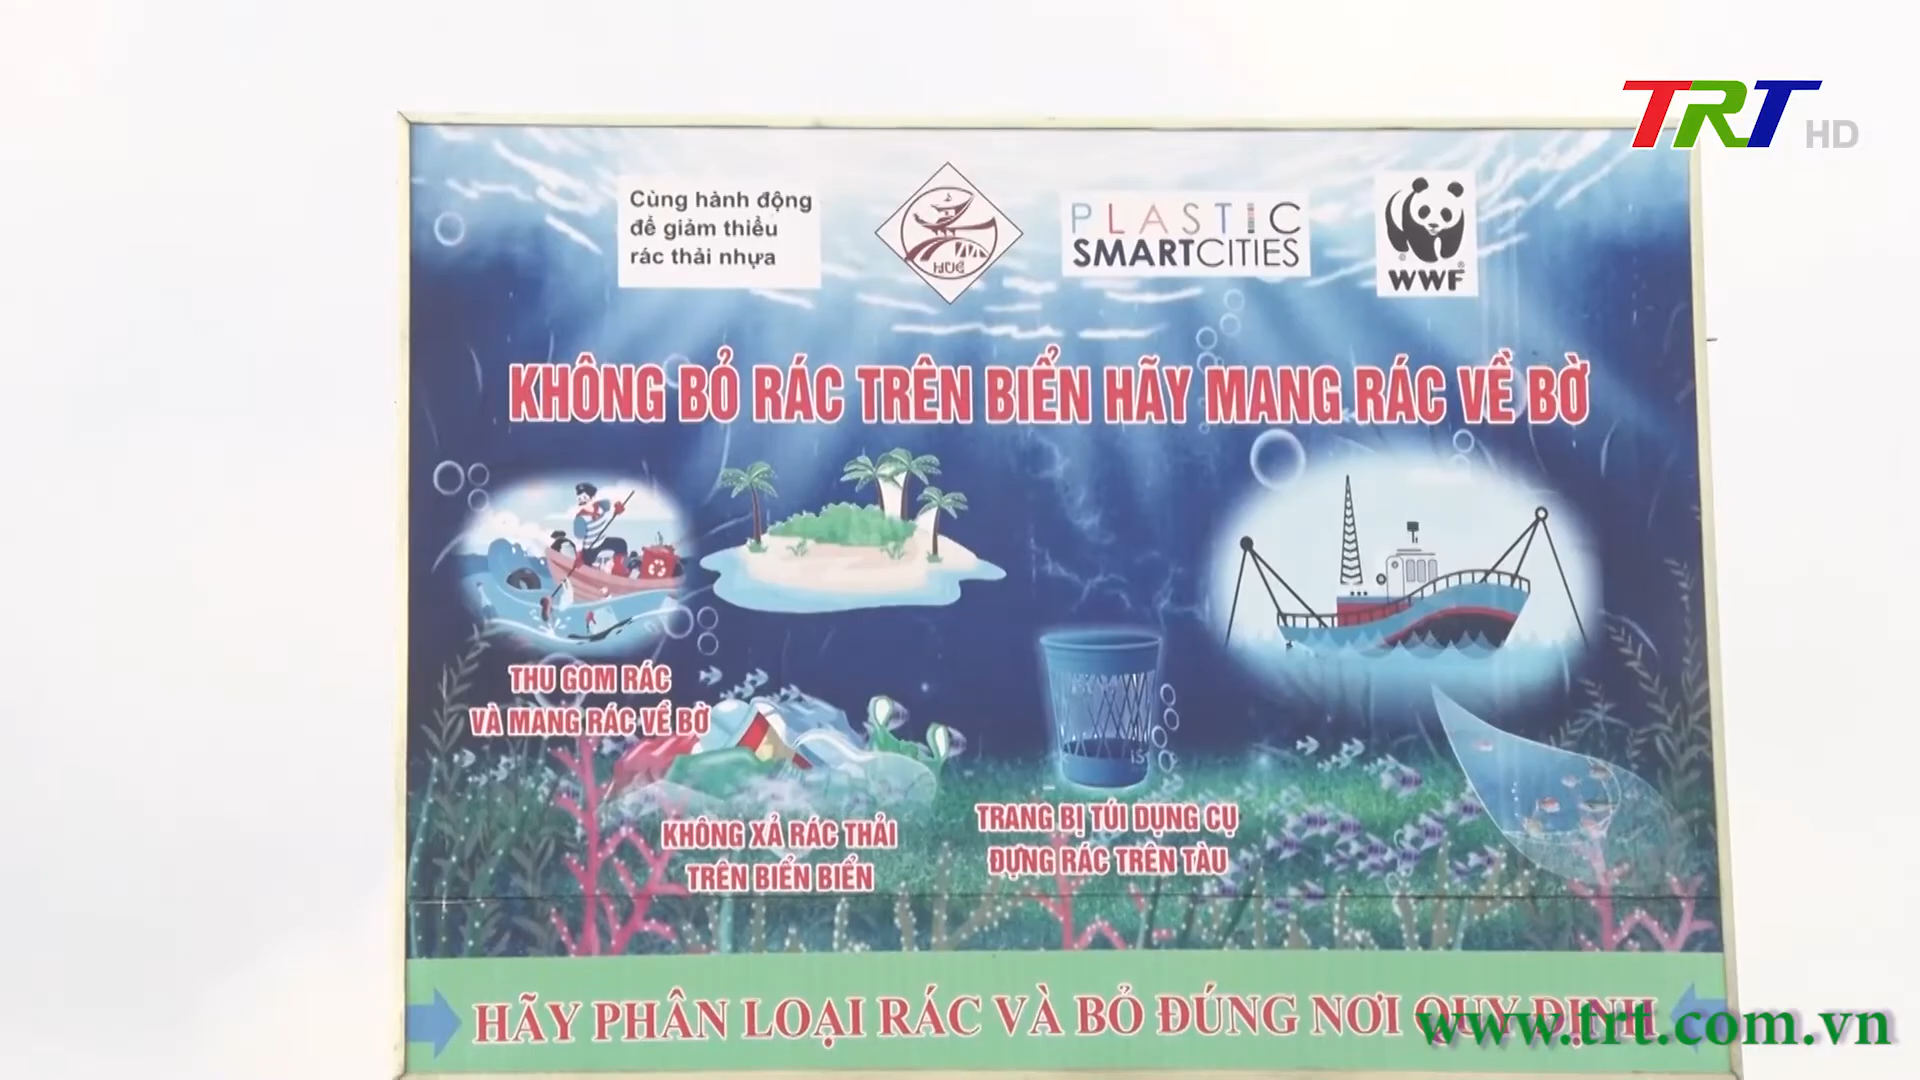 TRT HD
Cùng hành động
để giảm thiểu
rác thải nhựa
HUẾ
PLASTIC
SMARTCITIES
WWF
KHÔNG BỎ RÁC TRÊN BIỂN HÃY MANG RÁC VỀ BỜ
THU GOM RÁC
VÀ MANG RÁC VỀ BỜ
KHÔNG XẢ RÁC THẢI
TRÊN BIỂN BIỂN
TRANG BỊ TÚI DỤNG CỤ
ĐỰNG RÁC TRÊN TÀU
HÃY PHÂN LOẠI RÁC VÀ BỎ ĐÚNG NƠI QUY ĐỊNH
www.trt.com.vn